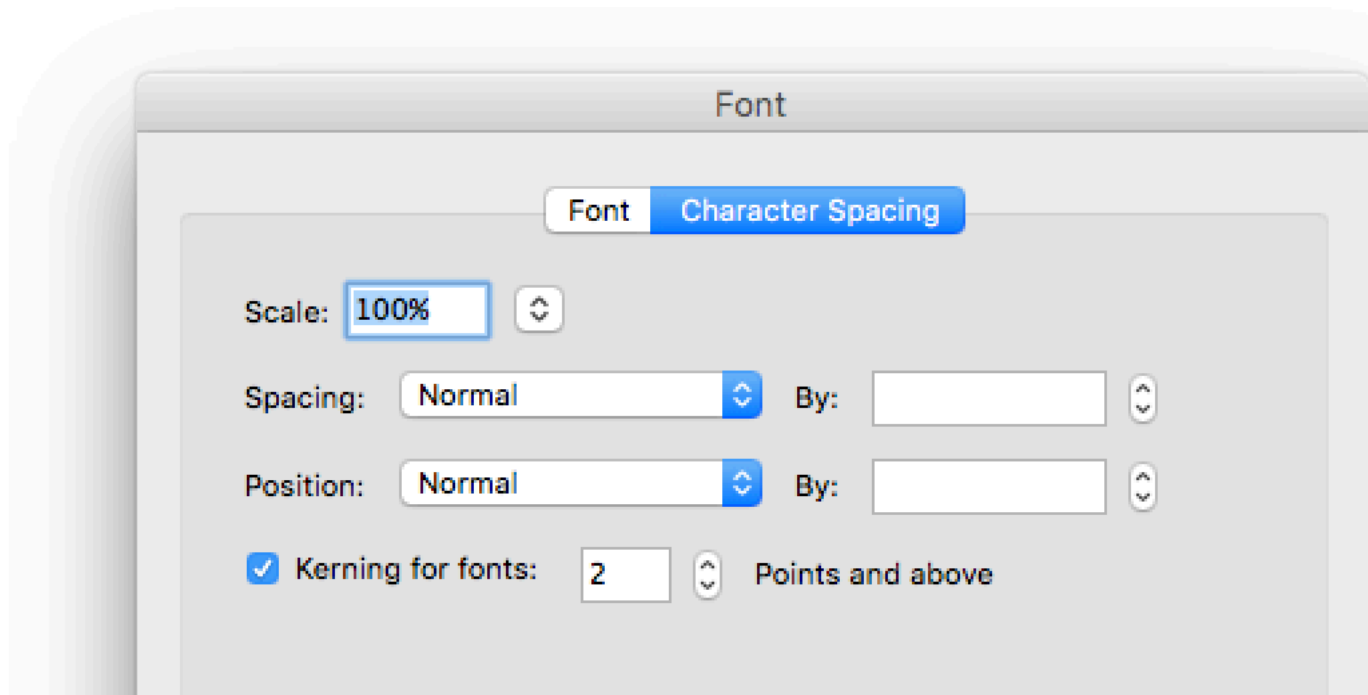 Font
Font Character Spacing
Scale: 100%
Spacing: Normal By:
Position: Normal By:
Kerning for fonts: 2 Points and above